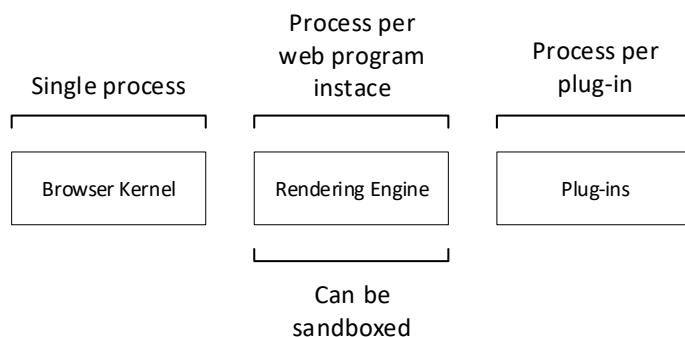 Single process
Process per
web program
instace
Process per
plug-in
Browser Kernel
Rendering Engine
Plug-ins
Can be
sandboxed